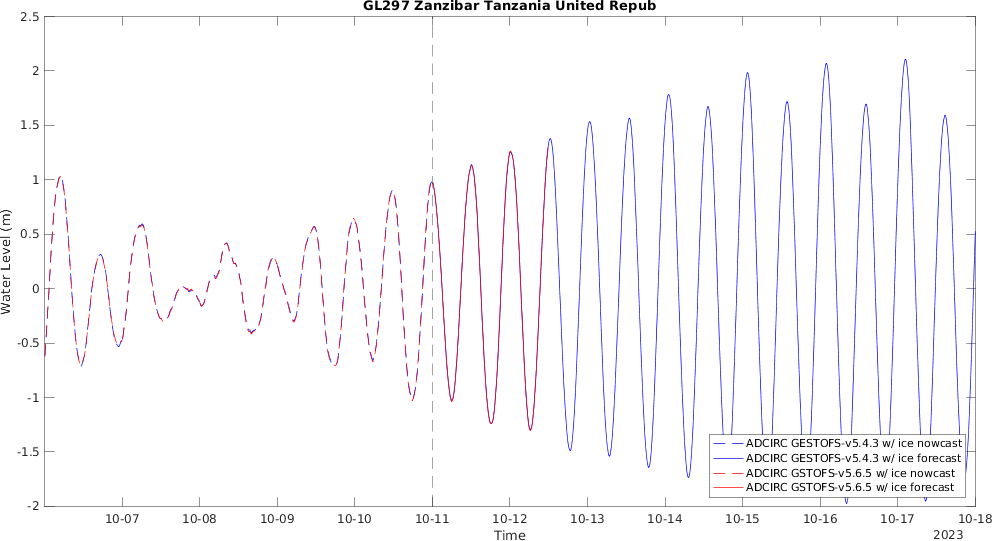 GL297 Zanzibar Tanzania United Repub
2.5
2
1.5
1
0.5
0
-0.5
-1
-1.5
-2
Water Level (m)
ADCIRC GESTOFS-v5.4.3 w/ ice nowcast
ADCIRC GESTOFS-v5.4.3 w/ ice forecast
ADCIRC GSTOFS-v5.6.5 w/ ice nowcast
ADCIRC GSTOFS-v5.6.5 w/ ice forecast
10-07 10-08 10-09 10-10 10-11 10-12 10-13 10-14 10-15 10-16 10-17 10-18
Time
2023